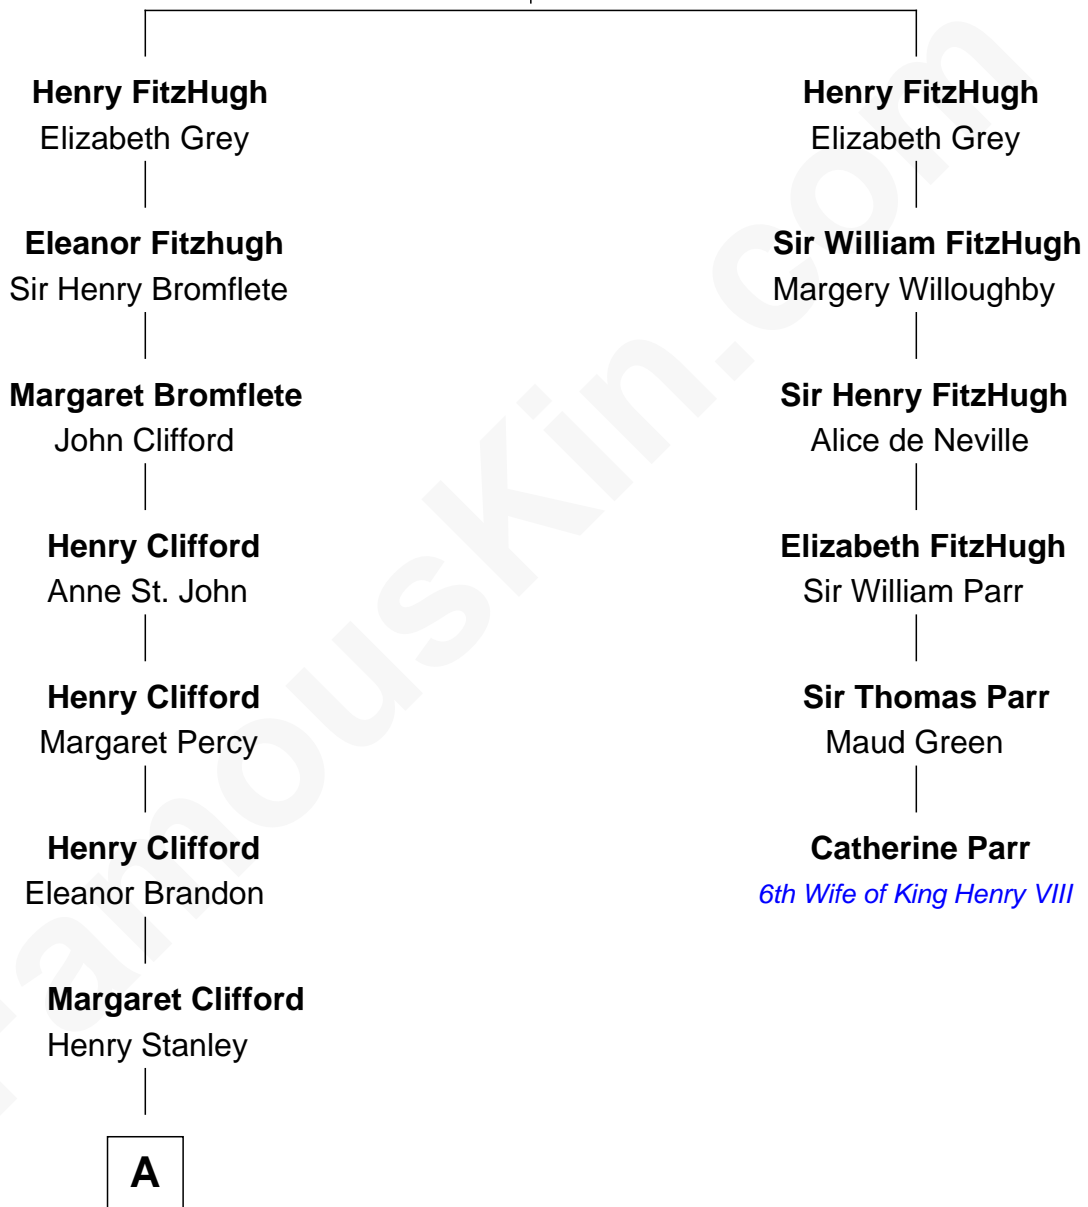 Henry FitzHugh
Elizabeth Grey
Eleanor Fitzhugh
Sir Henry Bromflete
Margaret Bromflete
John Clifford
Henry Clifford
Anne St. John
Henry Clifford
Margaret Percy
Henry Clifford
Eleanor Brandon
Margaret Clifford
Henry Stanley
A
Henry FitzHugh
Elizabeth Grey
Sir William FitzHugh
Margery Willoughby
Sir Henry FitzHugh
Alice de Neville
Elizabeth FitzHugh
Sir William Parr
Sir Thomas Parr
Maud Green
Catherine Parr
6th Wife of King Henry VIII
FamousKin.com